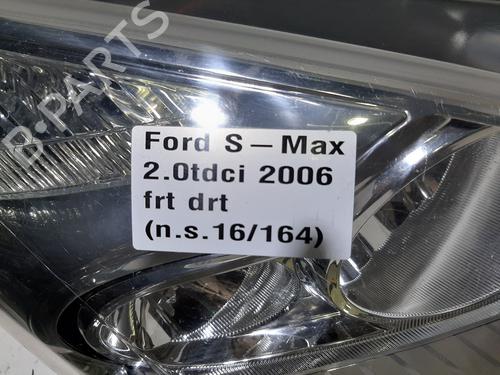 B-PARTS
Ford S – Max
2.0tdci 2006
frt drt
(n.s.16/164)